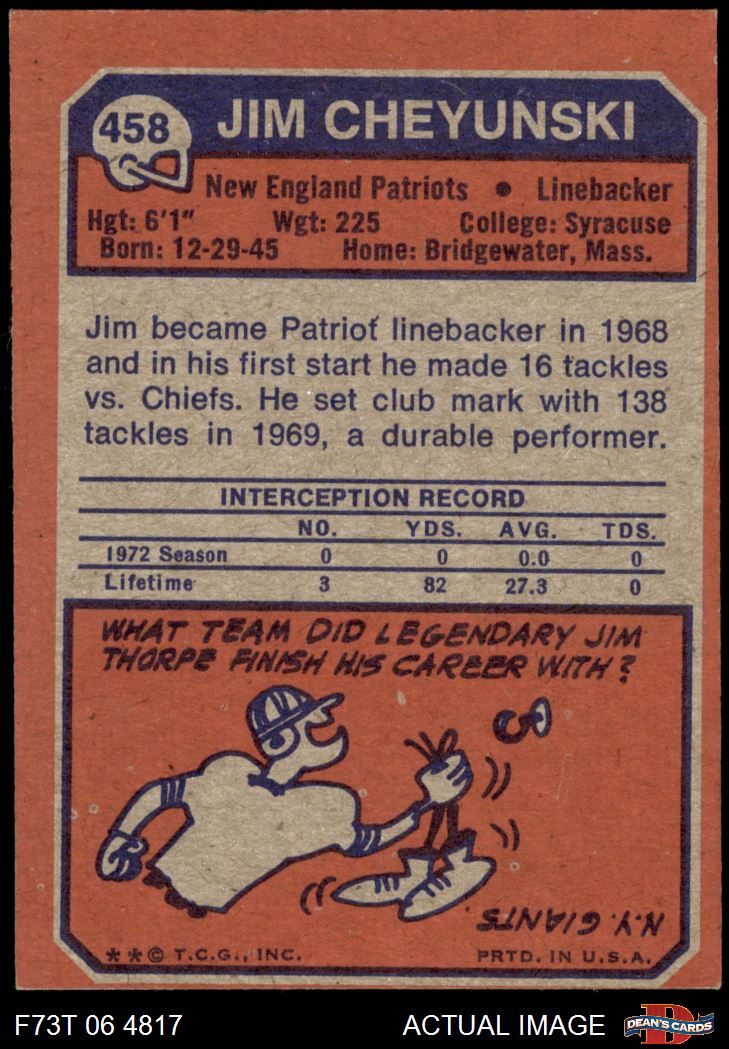 458
JIM CHEYUNSKI
New England Patriots • Linebacker
Hgt: 6'1" Wgt: 225 College: Syracuse
Born: 12-29-45 Home: Bridgewater, Mass.
Jim became Patriot linebacker in 1968
and in his first start he made 16 tackles
vs. Chiefs. He set club mark with 138
tackles in 1969, a durable performer.
INTERCEPTION RECORD
NO. YDS. AVG. TDS.
1972 Season 0 0 0.0 0
Lifetime 3 82 27.3 0
WHAT TEAM DID LEGENDARY JIM
THORPE FINISH HIS CAREER WITH?
N.Y. GIANTS
** © T.C.G., INC. PRTD. IN U.S.A.
F73T 06 4817 ACTUAL IMAGE DEAN'S CARDS